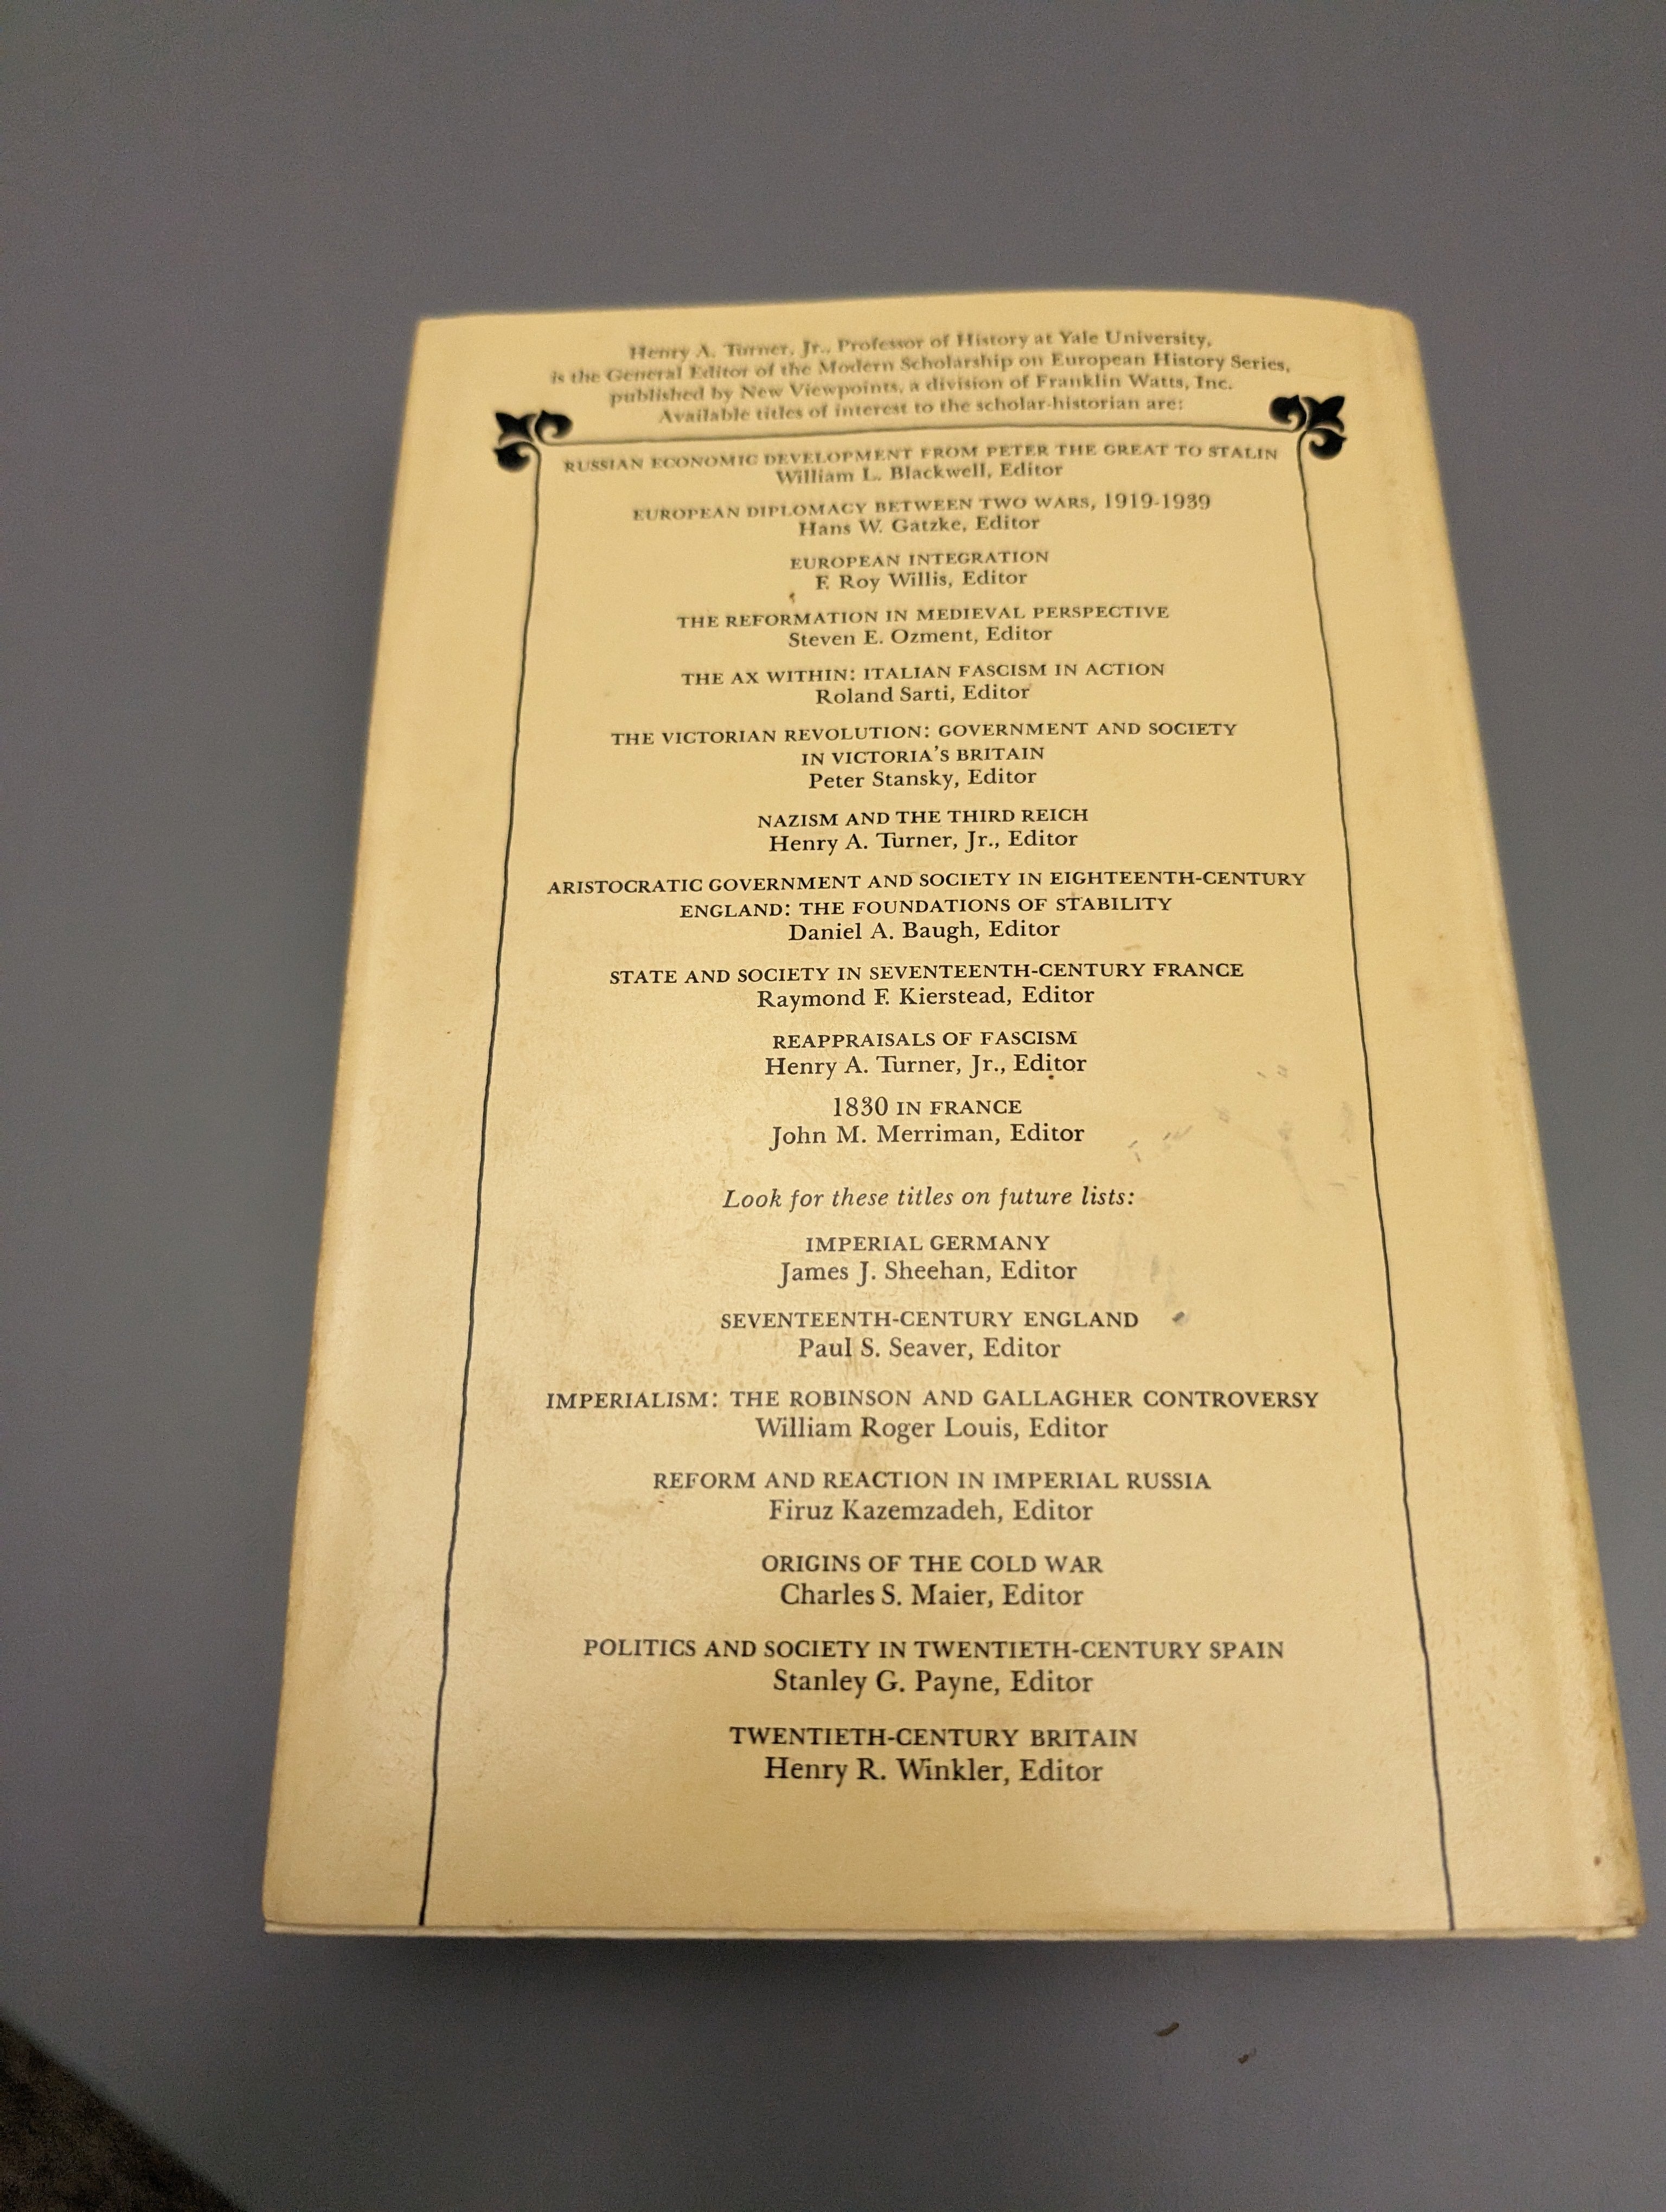 Henry A. Turner, Jr., Professor of History at Yale University,
is the General Editor of the Modern Scholarship on European History Series,
published by New Viewpoints, a division of Franklin Watts, Inc.
Available titles of interest to the scholar-historian are:
RUSSIAN ECONOMIC DEVELOPMENT FROM PETER THE GREAT TO STALIN
William L. Blackwell, Editor
EUROPEAN DIPLOMACY BETWEEN TWO WARS, 1919-1939
Hans W. Gatzke, Editor
EUROPEAN INTEGRATION
F. Roy Willis, Editor
THE REFORMATION IN MEDIEVAL PERSPECTIVE
Steven E. Ozment, Editor
THE AX WITHIN: ITALIAN FASCISM IN ACTION
Roland Sarti, Editor
THE VICTORIAN REVOLUTION: GOVERNMENT AND SOCIETY
IN VICTORIA'S BRITAIN
Peter Stansky, Editor
NAZISM AND THE THIRD REICH
Henry A. Turner, Jr., Editor
ARISTOCRATIC GOVERNMENT AND SOCIETY IN EIGHTEENTH-CENTURY
ENGLAND: THE FOUNDATIONS OF STABILITY
Daniel A. Baugh, Editor
STATE AND SOCIETY IN SEVENTEENTH-CENTURY FRANCE
Raymond F. Kierstead, Editor
REAPPRAISALS OF FASCISM
Henry A. Turner, Jr., Editor
1830 IN FRANCE
John M. Merriman, Editor
Look for these titles on future lists:
IMPERIAL GERMANY
James J. Sheehan, Editor
SEVENTEENTH-CENTURY ENGLAND
Paul S. Seaver, Editor
IMPERIALISM: THE ROBINSON AND GALLAGHER CONTROVERSY
William Roger Louis, Editor
REFORM AND REACTION IN IMPERIAL RUSSIA
Firuz Kazemzadeh, Editor
ORIGINS OF THE COLD WAR
Charles S. Maier, Editor
POLITICS AND SOCIETY IN TWENTIETH-CENTURY SPAIN
Stanley G. Payne, Editor
TWENTIETH-CENTURY BRITAIN
Henry R. Winkler, Editor